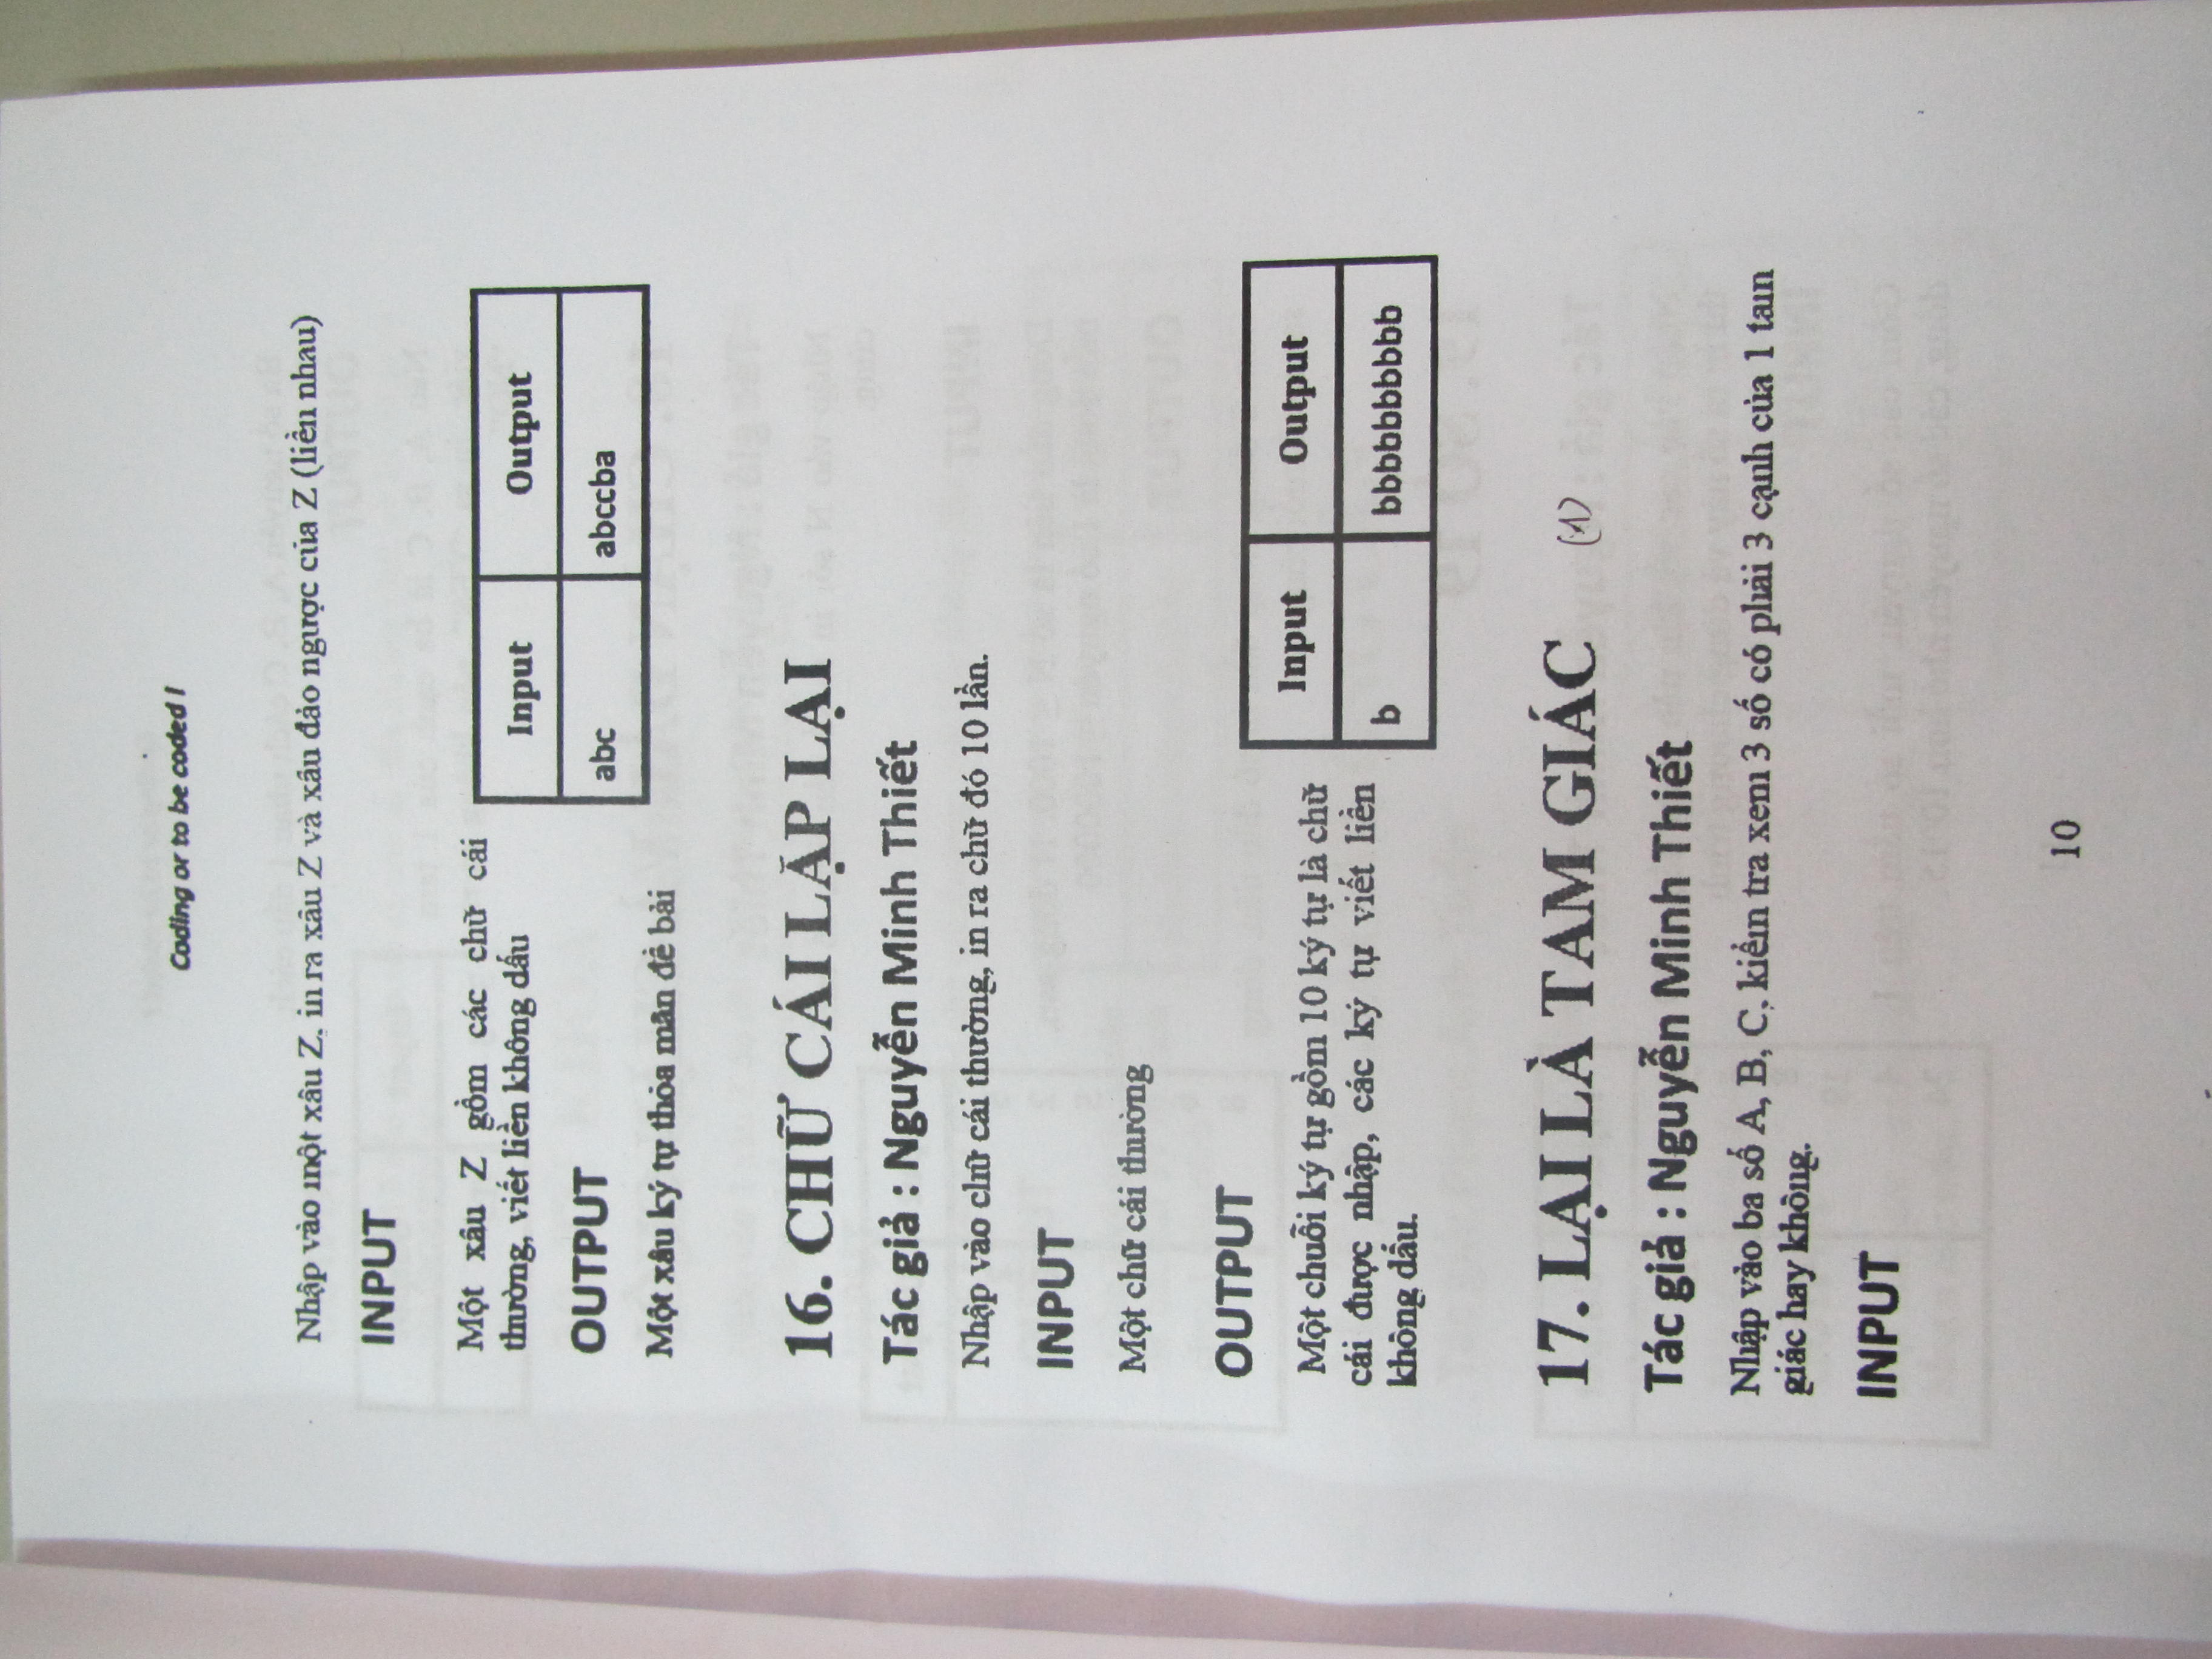 Coding or to be coded !
Nhập vào một xâu Z. in ra xâu Z và xâu đảo ngược của Z (liền nhau)
INPUT
Một xâu Z gồm các chữ cái
thường, viết liền không dấu
OUTPUT
Một xâu ký tự thỏa mãn đề bài
Input Output
abc abccba
16. CHỮ CÁI LẶP LẠI
Tác giả : Nguyễn Minh Thiết
Nhập vào chữ cái thường, in ra chữ đó 10 lần.
INPUT
Một chữ cái thường
OUTPUT
Một chuỗi ký tự gồm 10 ký tự là chữ
cái được nhập, các ký tự viết liền
không dấu.
Input Output
b bbbbbbbbbb
17. LẠI LÀ TAM GIÁC (1)
Tác giả : Nguyễn Minh Thiết
Nhập vào ba số A, B, C, kiểm tra xem 3 số có phải 3 cạnh của 1 tam
giác hay không.
INPUT
10